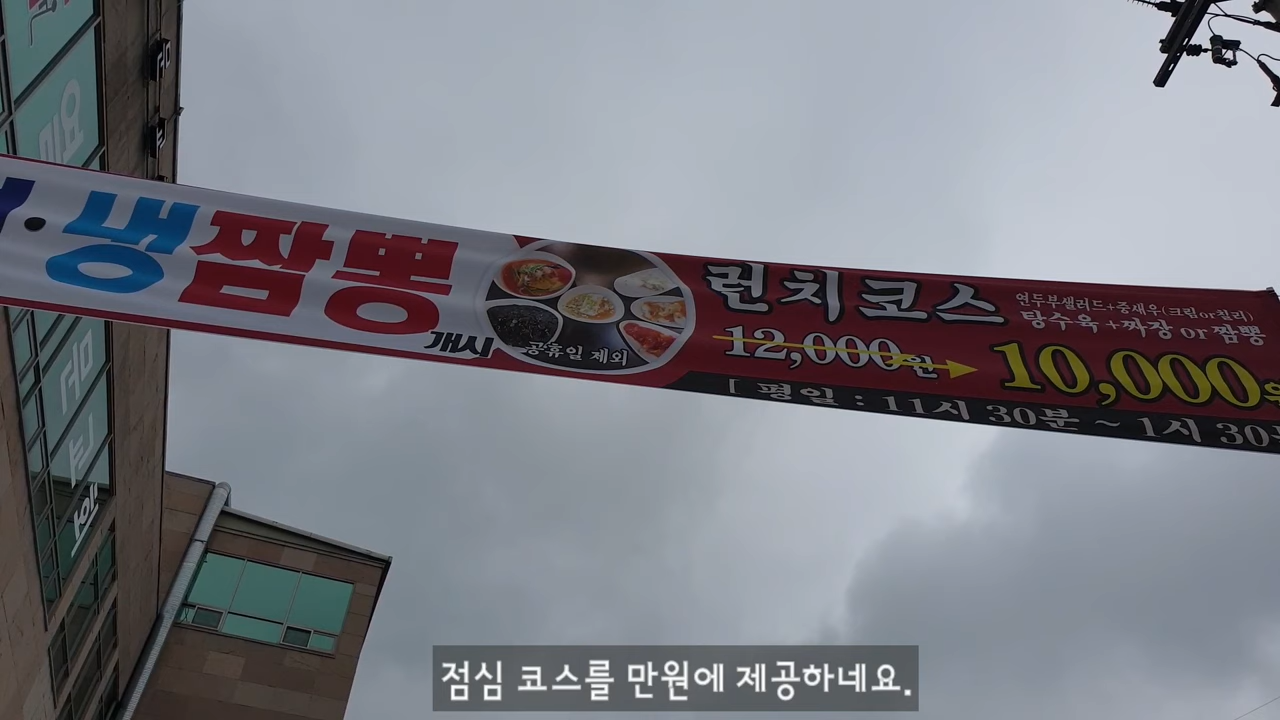 냉짬뽕
개시
공휴일 제외
런치코스
연두부샐러드+중새우(크림or칠리)
탕수육+짜장 or 짬뽕
12,000원
10,000원
[ 평일 : 11시 30분 ~ 1시 30분
점심 코스를 만원에 제공하네요.